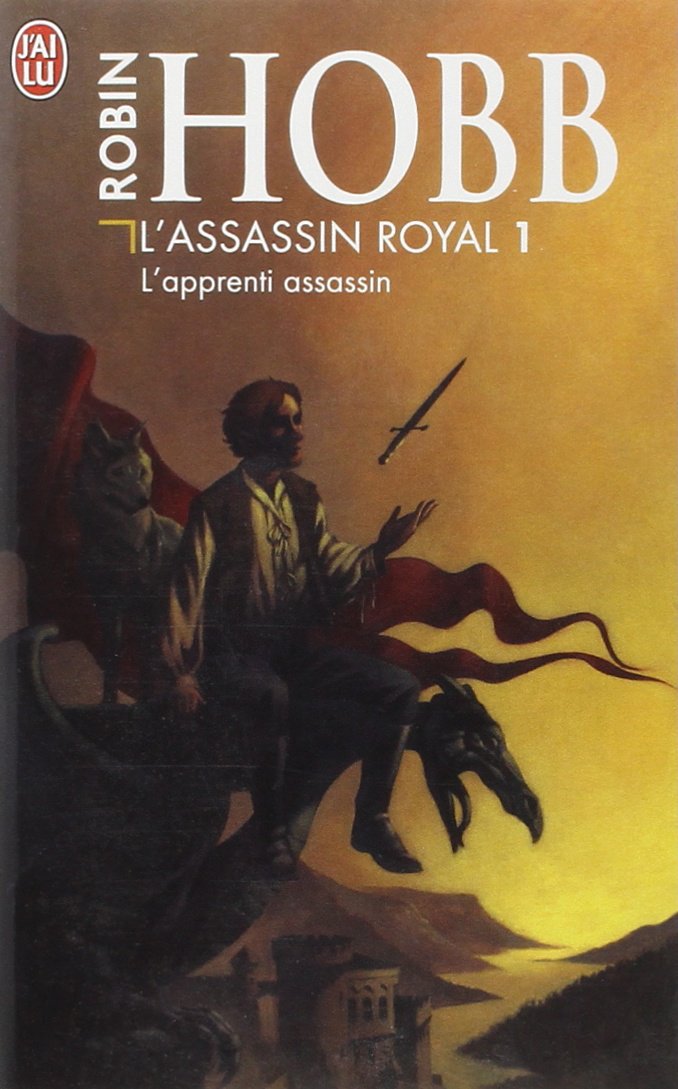 J'AI
LU
ROBIN
HOBB
L'ASSASSIN ROYAL 1
L'apprenti assassin